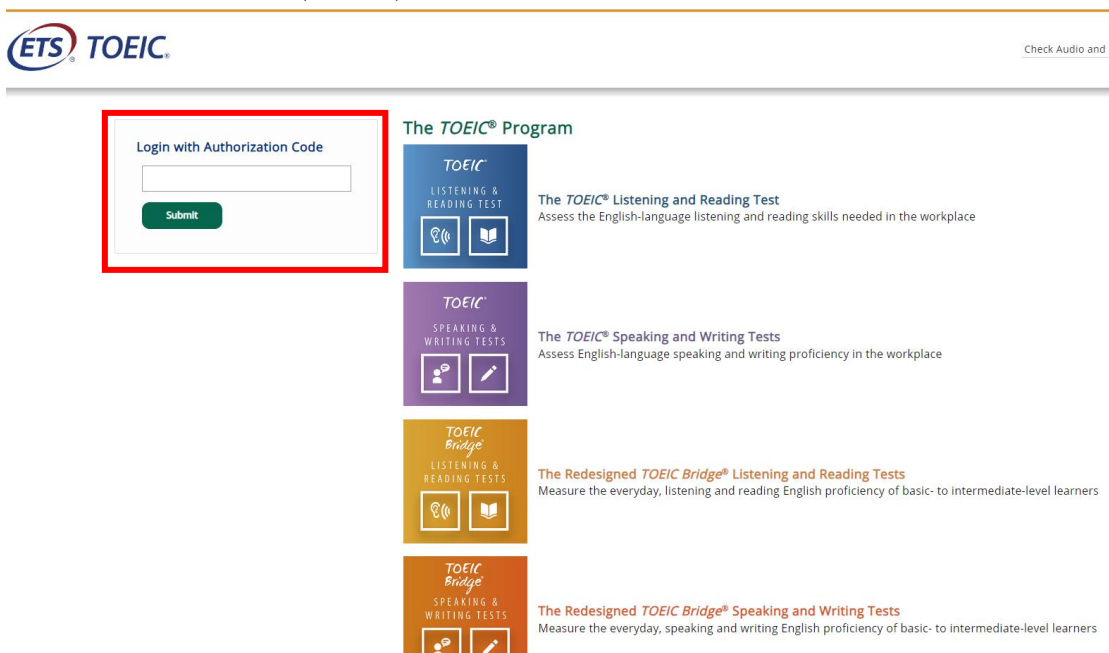 ETS® TOEIC®
Check Audio and
Login with Authorization Code
Submit
The TOEIC® Program
TOEIC®
LISTENING &
READING TEST
The TOEIC® Listening and Reading Test
Assess the English-language listening and reading skills needed in the workplace
TOEIC®
SPEAKING &
WRITING TESTS
The TOEIC® Speaking and Writing Tests
Assess English-language speaking and writing proficiency in the workplace
TOEIC
Bridge®
LISTENING &
READING TESTS
The Redesigned TOEIC Bridge® Listening and Reading Tests
Measure the everyday, listening and reading English proficiency of basic- to intermediate-level learners
TOEIC
Bridge®
SPEAKING &
WRITING TESTS
The Redesigned TOEIC Bridge® Speaking and Writing Tests
Measure the everyday, speaking and writing English proficiency of basic- to intermediate-level learners